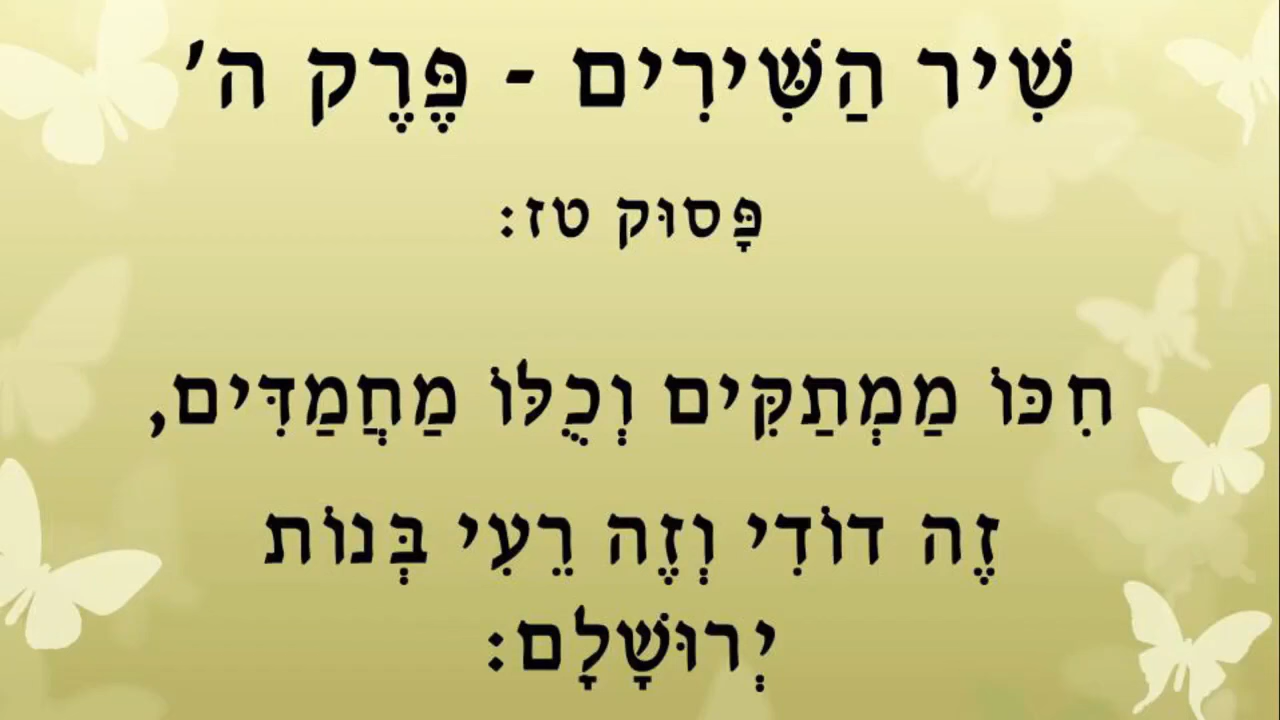 שִׁיר הַשִּׁירִים - פֶּרֶק ה'
פָּסוּק טז:
חִכּוֹ מַמְתַקִּים וְכֻלּוֹ מַחֲמַדִּים,
זֶה דוֹדִי וְזֶה רֵעִי בְּנוֹת
יְרוּשָׁלִָם: